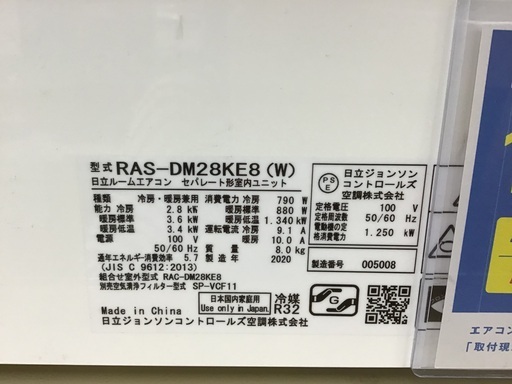 型式 RAS-DM28KE8 (W)
日立ルームエアコン セパレート形室内ユニット
種類 冷房・暖房兼用 消費電力 冷房 790 W
能力 冷房 2.8 kW 暖房標準 880 W
暖房標準 3.6 kW 暖房低温 1.340 kW
暖房低温 3.4 kW 運転電流 冷房 9.1 A
電源 100 V 暖房 10.0 A
50/60 Hz 質量 8.0 kg
通年エネルギー消費効率 5.7 製造年 2020
(JIS C 9612:2013)
組合せ室外型式 RAC-DM28KE8
別売空気清浄フィルター型式 SP-VCF11
Made in China
日本国内家庭用
Use only in Japan
冷媒
R32
G
日立ジョンソンコントロールズ空調株式会社
PS
E
日立ジョンソン
コントロールズ
空調株式会社
定格電圧 100 V
定格周波数 50/60 Hz
電動機の定格消費電力 1.250 kW
製造番号 005008
エアコン
「取付現